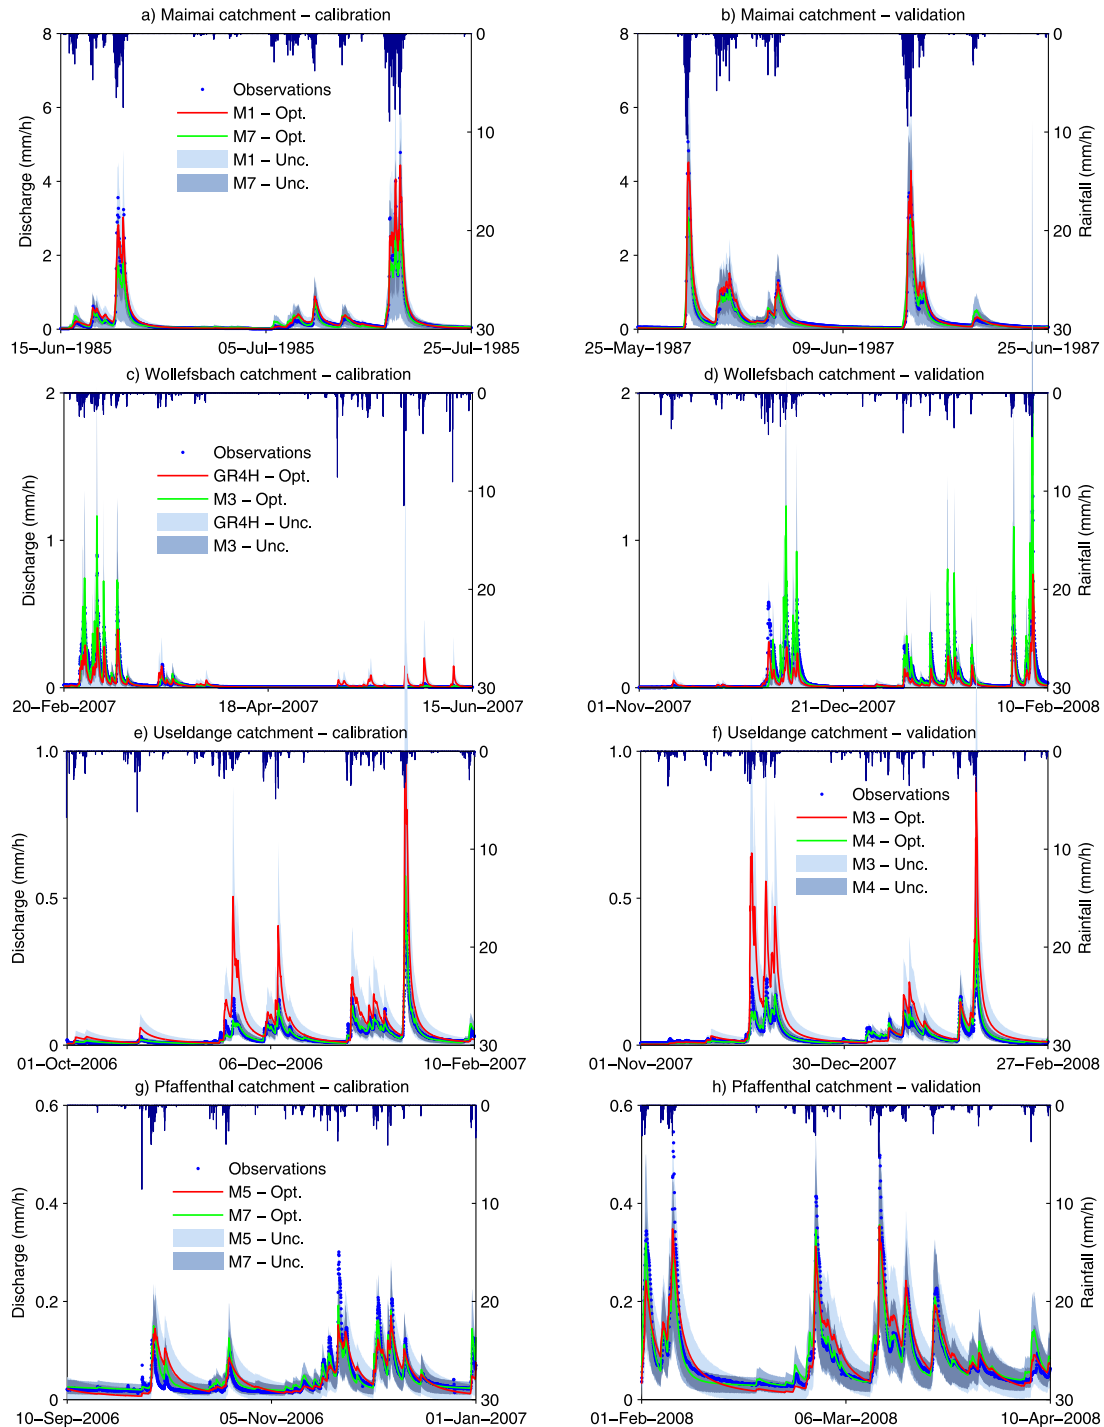 a) Maimai catchment – calibration
b) Maimai catchment – validation
8
6
4
2
0
Discharge (mm/h)
Observations
M1 – Opt.
M7 – Opt.
M1 – Unc.
M7 – Unc.
0
10
20
30
15–Jun–1985
05–Jul–1985
25–Jul–1985
8
6
4
2
0
0
10
20
30
Rainfall (mm/h)
25–May–1987
09–Jun–1987
25–Jun–1987
c) Wollefsbach catchment – calibration
d) Wollefsbach catchment – validation
2
1
0
Discharge (mm/h)
Observations
GR4H – Opt.
M3 – Opt.
GR4H – Unc.
M3 – Unc.
0
10
20
30
20–Feb–2007
18–Apr–2007
15–Jun–2007
2
1
0
0
10
20
30
Rainfall (mm/h)
01–Nov–2007
21–Dec–2007
10–Feb–2008
e) Useldange catchment – calibration
f) Useldange catchment – validation
1.0
0.5
0
Discharge (mm/h)
0
10
20
30
01–Oct–2006
06–Dec–2006
10–Feb–2007
1.0
0.5
0
Observations
M3 – Opt.
M4 – Opt.
M3 – Unc.
M4 – Unc.
0
10
20
30
Rainfall (mm/h)
01–Nov–2007
30–Dec–2007
27–Feb–2008
g) Pfaffenthal catchment – calibration
h) Pfaffenthal catchment – validation
0.6
0.4
0.2
0
Discharge (mm/h)
Observations
M5 – Opt.
M7 – Opt.
M5 – Unc.
M7 – Unc.
0
10
20
30
10–Sep–2006
05–Nov–2006
01–Jan–2007
0.6
0.4
0.2
0
0
10
20
30
Rainfall (mm/h)
01–Feb–2008
06–Mar–2008
10–Apr–2008